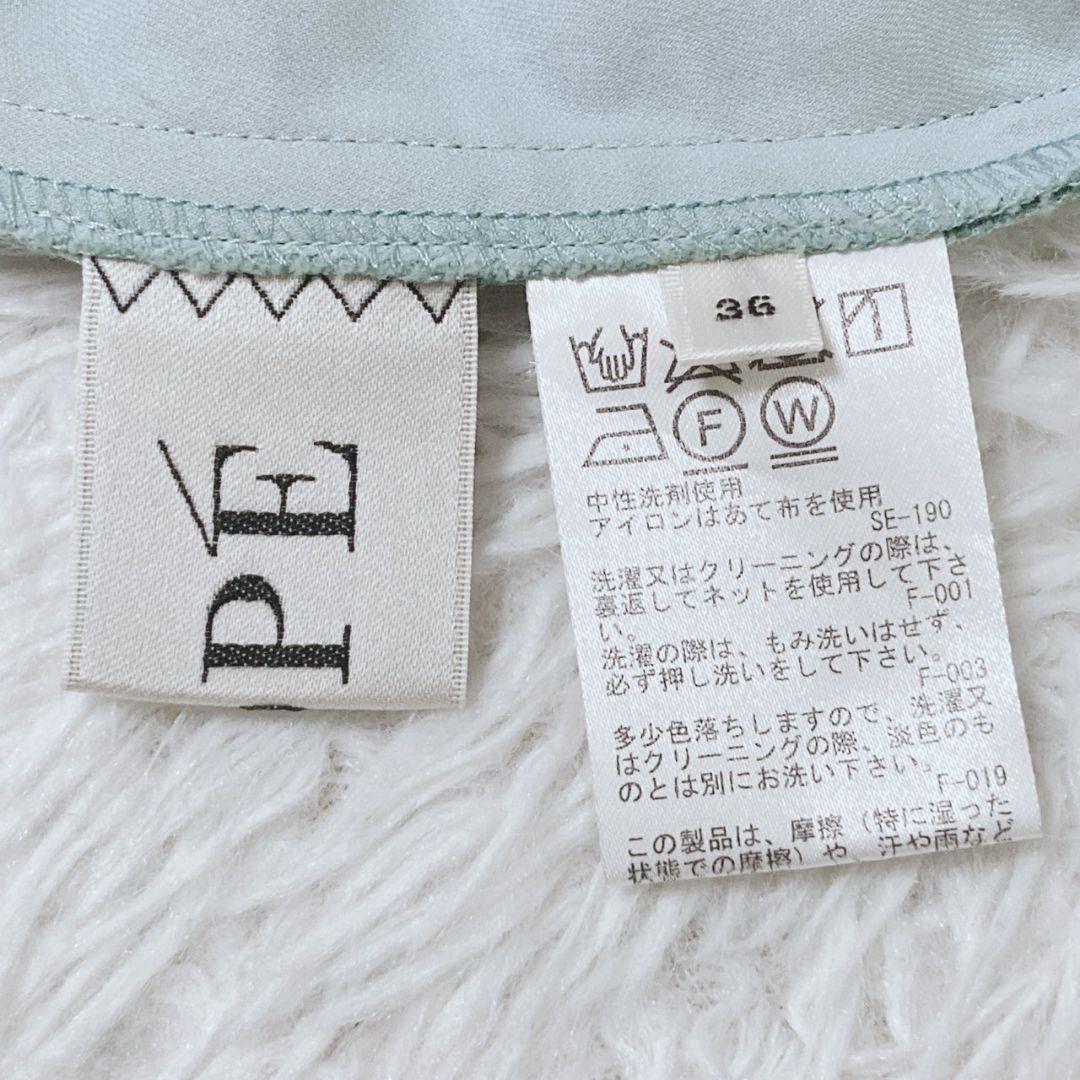 PÉ
36
F W
中性洗剤使用
アイロンはあて布を使用
SE-190
洗濯又はクリーニングの際は、
裏返してネットを使用して下さ
い。
F-001
洗濯の際は、もみ洗いはせず、
必ず押し洗いをして下さい。
F-003
多少色落ちしますので、洗濯又
はクリーニングの際、淡色のも
のとは別にお洗い下さい。
F-019
この製品は、摩擦（特に湿った
状態での摩擦）や、汗や雨など